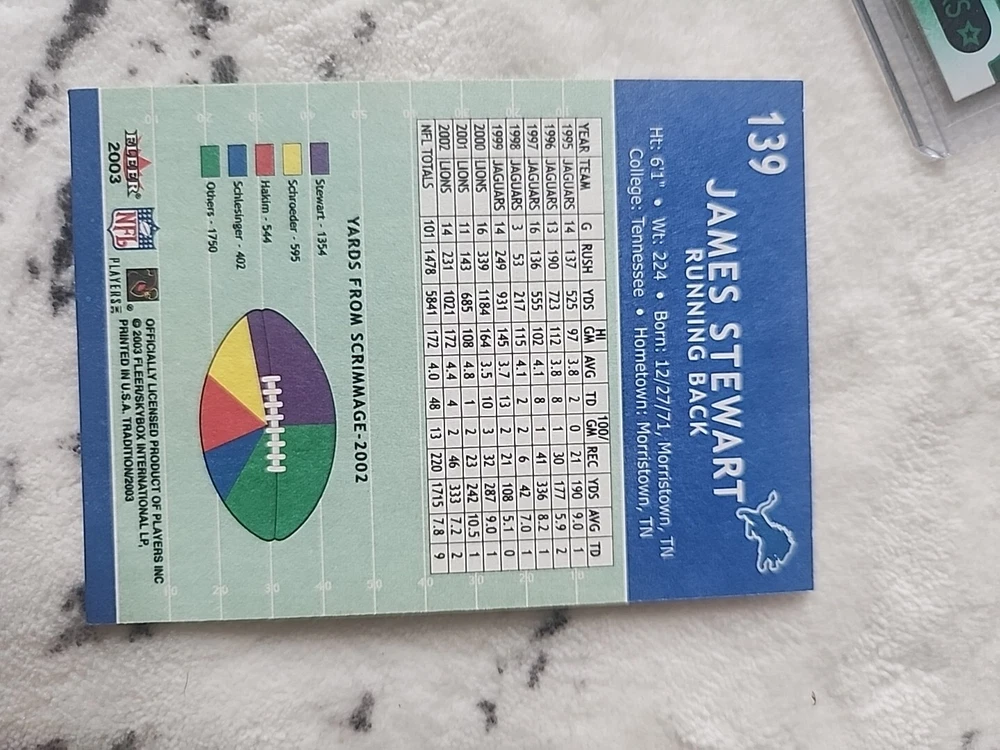 139
JAMES STEWART
RUNNING BACK
Ht: 6'1" • Wt: 224 • Born: 12/27/71, Morristown, TN
College: Tennessee • Hometown: Morristown, TN
YEAR TEAM G RUSH YDS HI GM AVG TD 100/ GM REC YDS AVG TD
1995 JAGUARS 14 137 525 97 3.8 2 0 21 190 9.0 1
1996 JAGUARS 13 190 723 112 3.8 8 1 30 177 5.9 2
1997 JAGUARS 16 136 555 102 4.1 8 1 41 336 8.2 1
1998 JAGUARS 3 53 217 115 4.1 2 2 6 42 7.0 1
1999 JAGUARS 14 249 931 145 3.7 13 2 21 108 5.1 0
2000 LIONS 16 339 1184 164 3.5 10 3 32 287 9.0 1
2001 LIONS 11 143 685 108 4.8 1 2 23 242 10.5 1
2002 LIONS 14 231 1021 172 4.4 4 2 46 333 7.2 2
NFL TOTALS 101 1478 5841 172 4.0 48 13 220 1715 7.8 9
YARDS FROM SCRIMMAGE-2002
Stewart - 1354
Schroeder - 595
Hakim - 544
Schlesinger - 402
Others - 1750
FLEER
2003
NFL
PLAYERS INC
OFFICIALLY LICENSED PRODUCT OF PLAYERS INC
© 2003 FLEER/SKYBOX INTERNATIONAL LP,
PRINTED IN U.S.A. TRADITION/2003